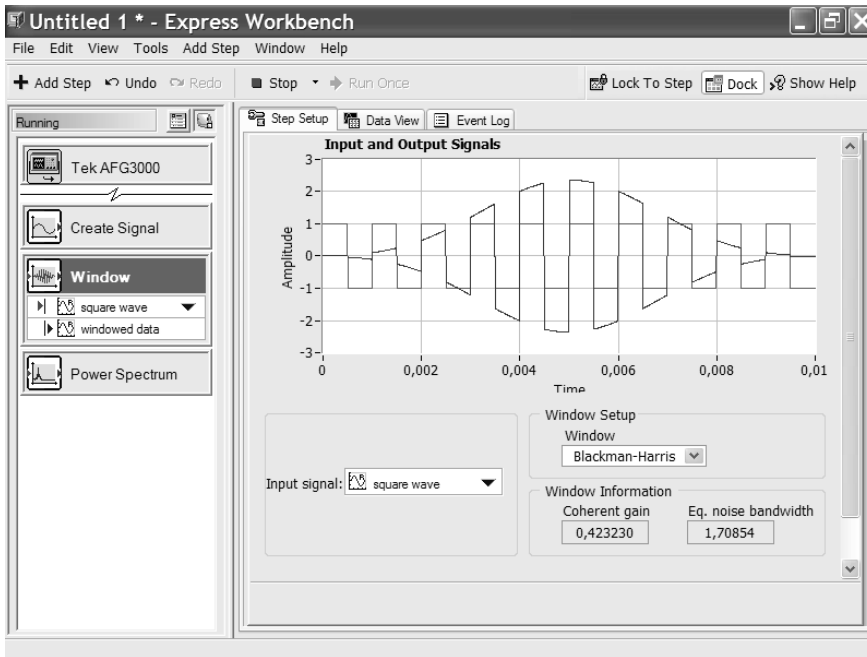 Untitled 1 * - Express Workbench
File Edit View Tools Add Step Window Help
Add Step Undo Redo Stop Run Once Lock To Step Dock Show Help
Running
Tek AFG3000
Create Signal
Window
square wave
windowed data
Power Spectrum
Step Setup Data View Event Log
Input and Output Signals
Amplitude
3
2
1
0
-1
-2
-3
0 0,002 0,004 0,006 0,008 0,01
Time
Input signal: square wave
Window Setup
Window
Blackman-Harris
Window Information
Coherent gain Eq. noise bandwidth
0,423230 1,70854